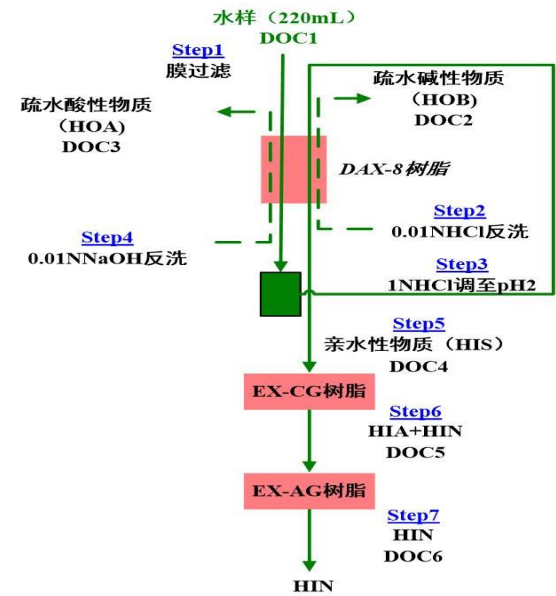 水样（220mL）
DOC1
Step1
膜过滤
疏水碱性物质
（HOB)
DOC2
疏水酸性物质
（HOA)
DOC3
DAX-8树脂
Step2
0.01NHCl反洗
Step4
0.01NNaOH反洗
Step3
1NHCl调至pH2
Step5
亲水性物质（HIS）
DOC4
EX-CG树脂
Step6
HIA+HIN
DOC5
EX-AG树脂
Step7
HIN
DOC6
HIN